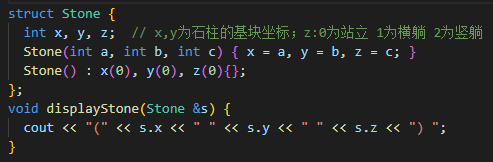 struct Stone {
  int x, y, z;  // x,y为石柱的基块坐标；z:0为站立 1为横躺 2为竖躺
  Stone(int a, int b, int c) { x = a, y = b, z = c; }
  Stone() : x(0), y(0), z(0){};
};
void displayStone(Stone &s) {
  cout << "(" << s.x << " " << s.y << " " << s.z << ") ";
}